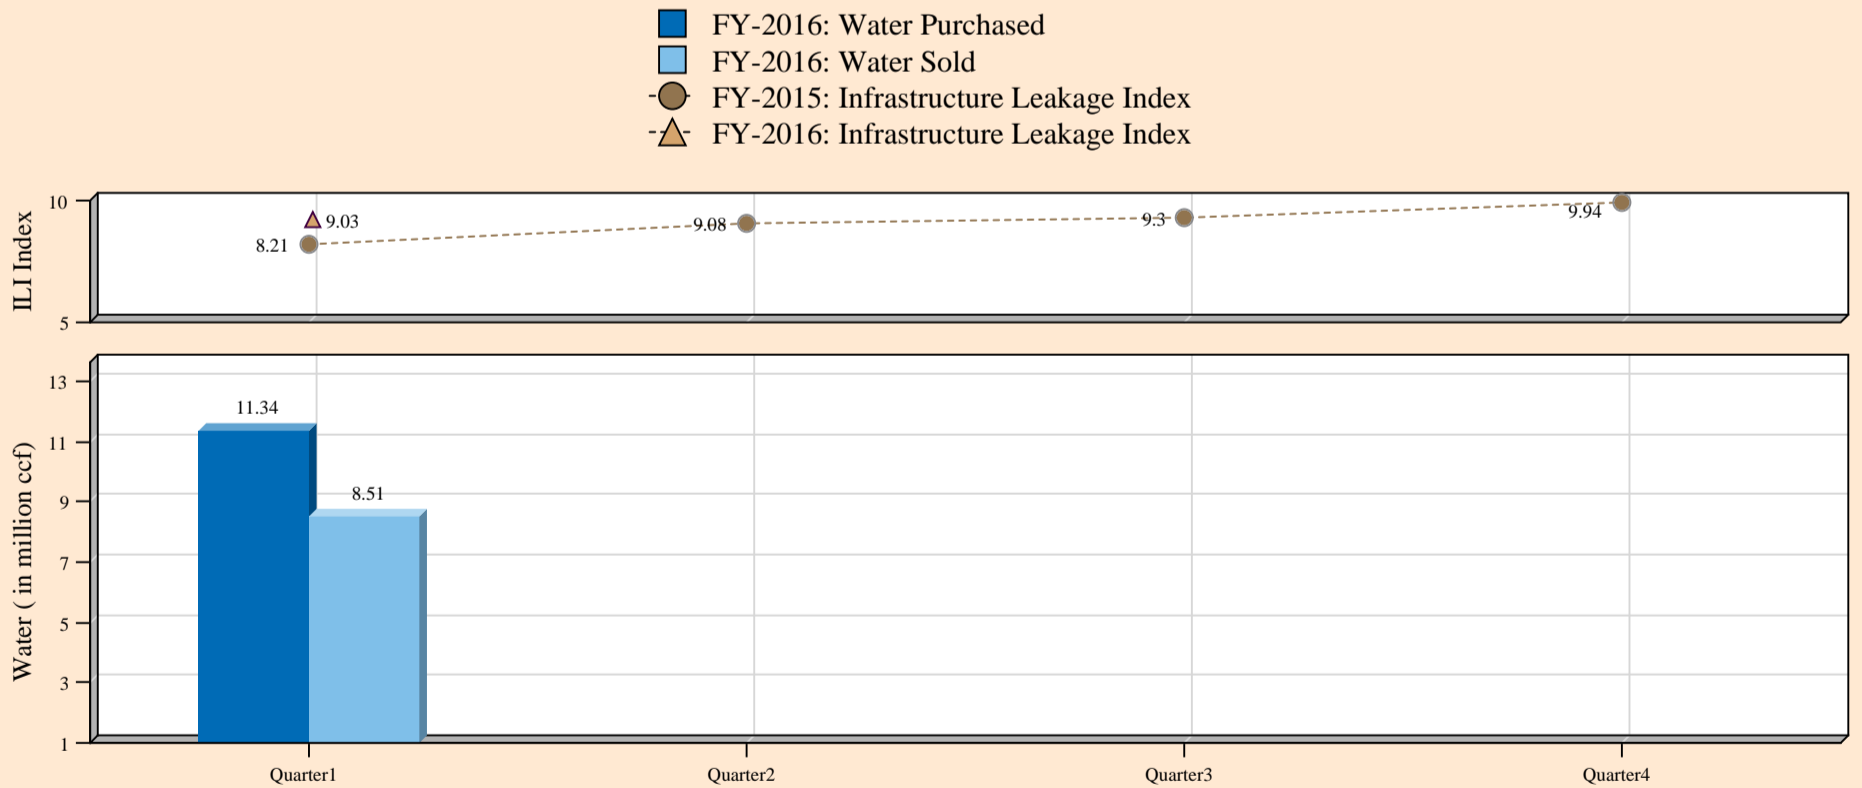 FY-2016: Water Purchased
FY-2016: Water Sold
FY-2015: Infrastructure Leakage Index
FY-2016: Infrastructure Leakage Index
ILI Index
10
5
9.03
8.21
9.08
9.3
9.94
Water ( in million ccf)
13
11
9
7
5
3
1
11.34
8.51
Quarter1
Quarter2
Quarter3
Quarter4